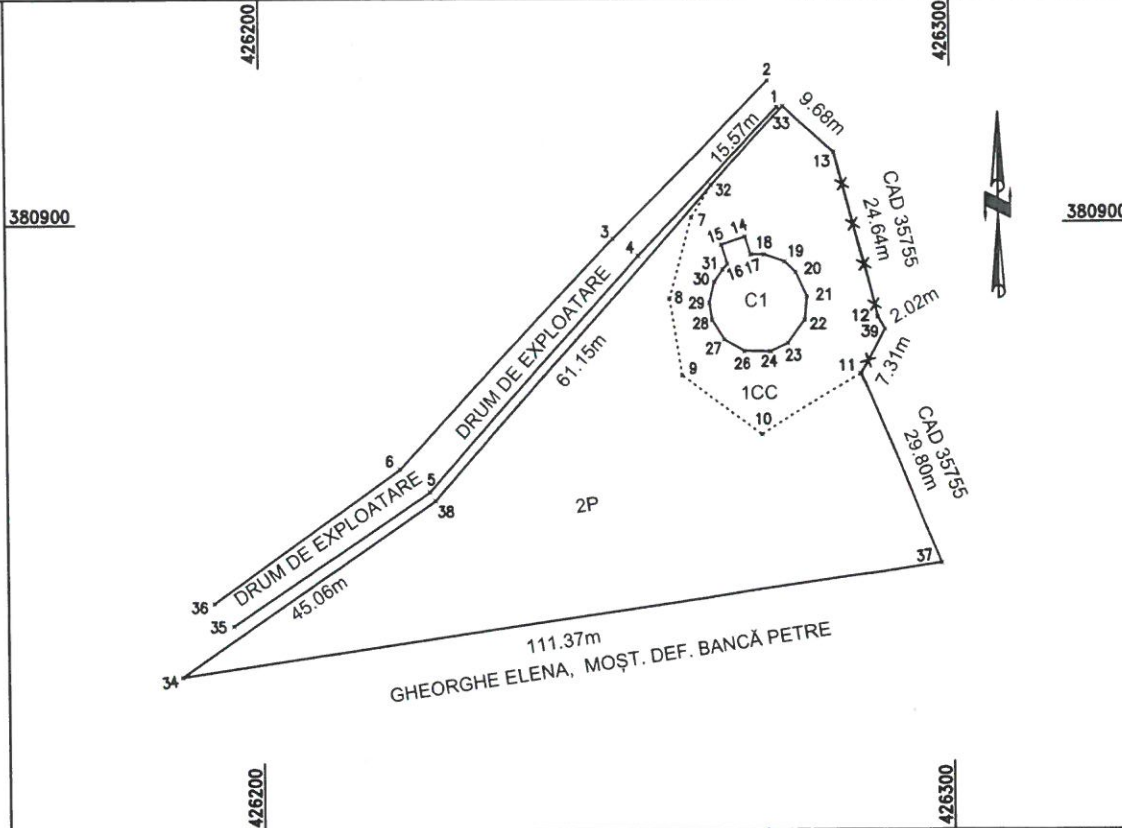 426200
426300
2
1
33
9.68m
15.57m
13
32
CAD 35755
24.64m
7
380900
380900
3
4
15
14
18
19
31
16
17
20
30
21
8
29
C1
28
22
12
2.02m
39
27
26
24
23
DRUM DE EXPLOATARE
61.15m
9
11
7.31m
1CC
10
CAD 35755
29.80m
6
5
38
2P
DRUM DE EXPLOATARE
37
36
35
45.06m
34
111.37m
GHEORGHE ELENA, MOȘT. DEF. BANCĂ PETRE
426200
426300